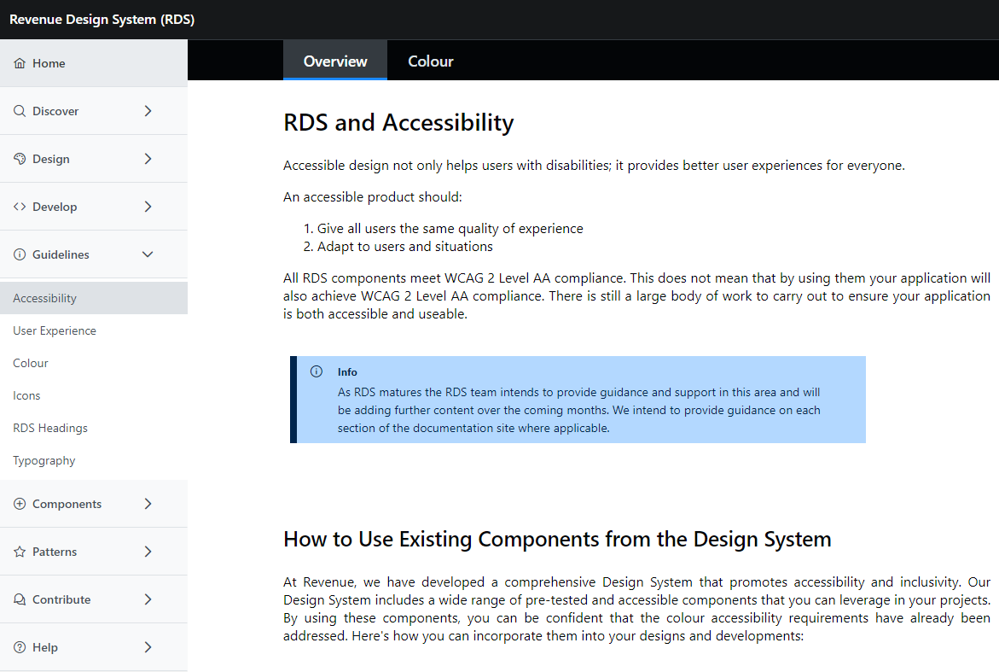 Revenue Design System (RDS)
Home
Discover
Design
Develop
Guidelines
Accessibility
User Experience
Colour
Icons
RDS Headings
Typography
Components
Patterns
Contribute
Help
Overview
Colour
RDS and Accessibility
Accessible design not only helps users with disabilities; it provides better user experiences for everyone.
An accessible product should:
1. Give all users the same quality of experience
2. Adapt to users and situations
All RDS components meet WCAG 2 Level AA compliance. This does not mean that by using them your application will
also achieve WCAG 2 Level AA compliance. There is still a large body of work to carry out to ensure your application
is both accessible and useable.
Info
As RDS matures the RDS team intends to provide guidance and support in this area and will
be adding further content over the coming months. We intend to provide guidance on each
section of the documentation site where applicable.
How to Use Existing Components from the Design System
At Revenue, we have developed a comprehensive Design System that promotes accessibility and inclusivity. Our
Design System includes a wide range of pre-tested and accessible components that you can leverage in your projects.
By using these components, you can be confident that the colour accessibility requirements have already been
addressed. Here's how you can incorporate them into your designs and developments: